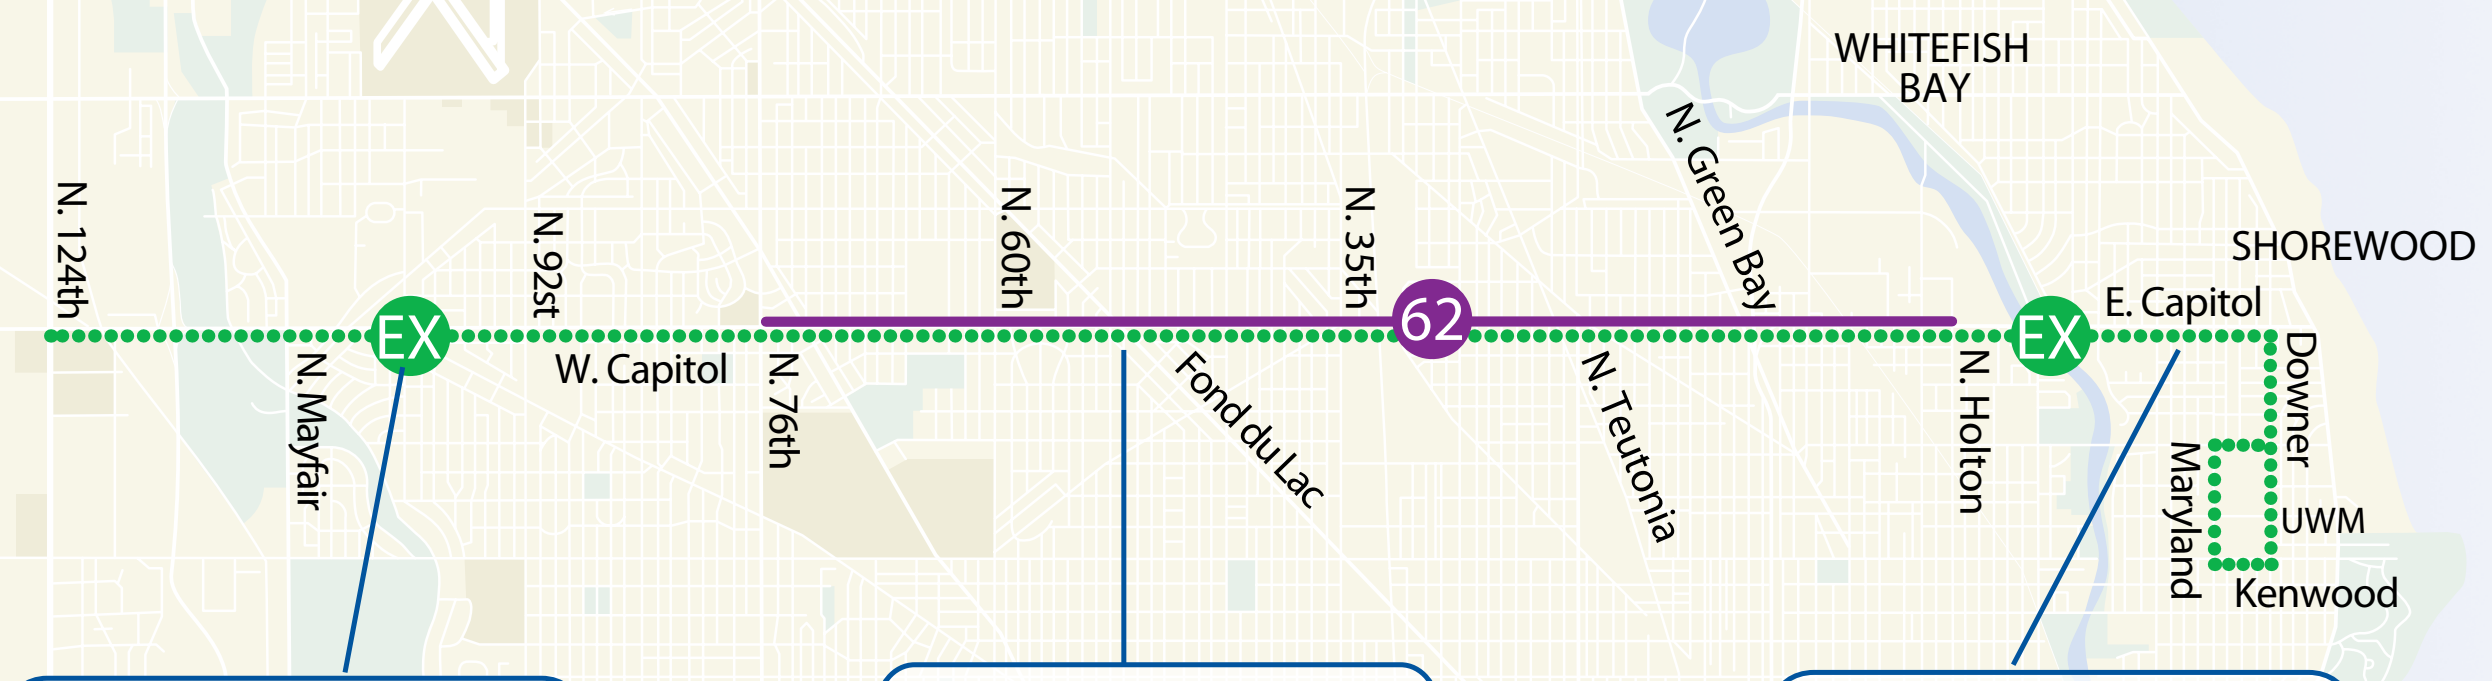 WHITEFISH
BAY
N. Green Bay
N. 124th
N. 92st
N. 60th
N. 35th
SHOREWOOD
E. Capitol
EX
62
EX
W. Capitol
N. Mayfair
N. 76th
Fond du Lac
N. Teutonia
N. Holton
Downer
Maryland
UWM
Kenwood